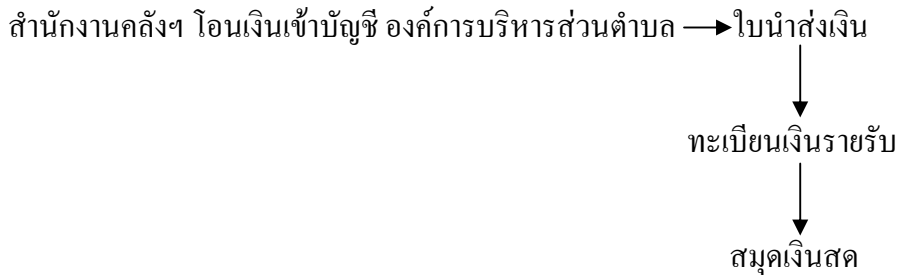 สำนักงานคลังฯ โอนเงินเข้าบัญชี องค์การบริหารส่วนตำบล ใบนำส่งเงิน
ทะเบียนเงินรายรับ
สมุดเงินสด